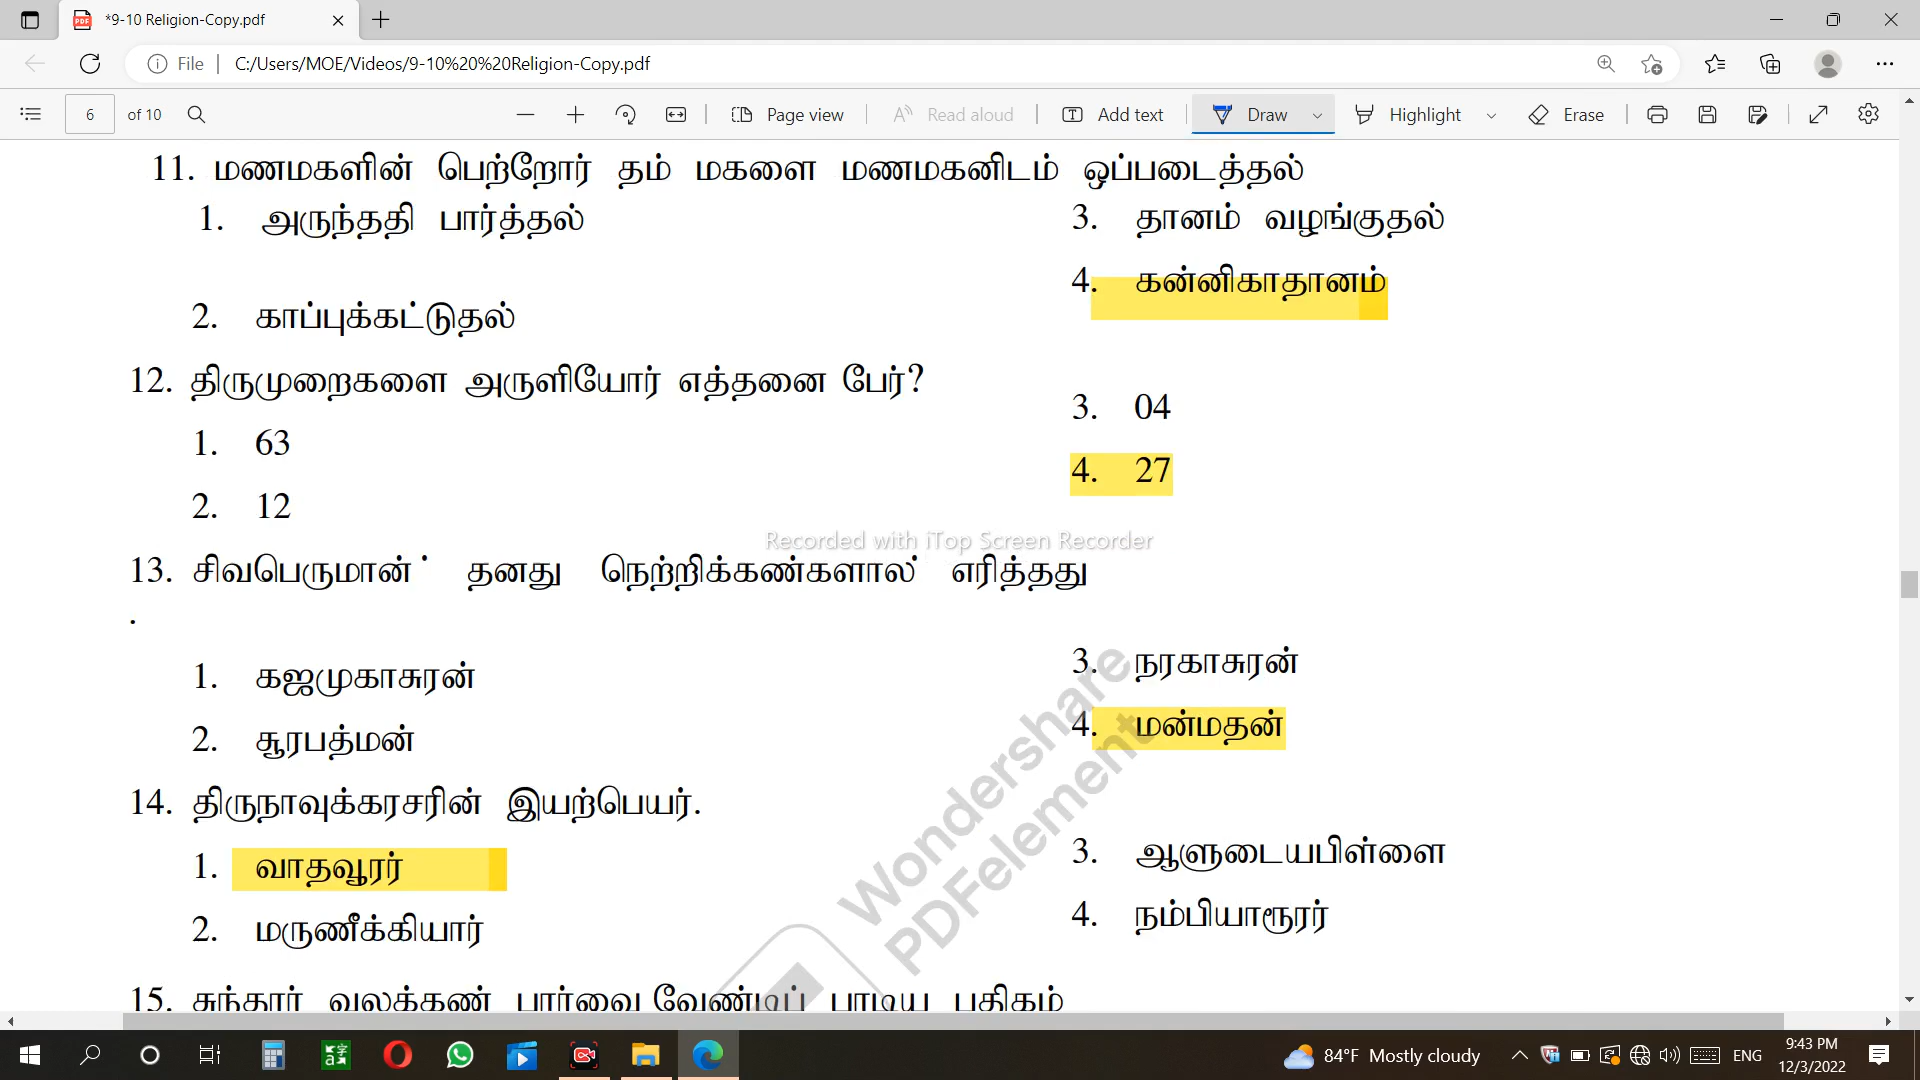 *9-10 Religion-Copy.pdf
File
C:/Users/MOE/Videos/9-10%20%20Religion-Copy.pdf
6 of 10
Page view
Read aloud
Add text
Draw
Highlight
Erase
11. மணமகளின் பெற்றோர் தம் மகளை மணமகனிடம் ஒப்படைத்தல்
1. அருந்ததி பார்த்தல்
3. தானம் வழங்குதல்
4. கன்னிகாதானம்
2. காப்புக்கட்டுதல்
12. திருமுறைகளை அருளியோர் எத்தனை பேர்?
3. 04
1. 63
4. 27
2. 12
Recorded with iTop Screen Recorder
13. சிவபெருமான் தனது நெற்றிக்கண்களால் எரித்தது
.
1. கஜமுகாசுரன்
3. நரகாசுரன்
2. சூரபத்மன்
4. மன்மதன்
14. திருநாவுக்கரசரின் இயற்பெயர்.
1. வாதவூரர்
3. ஆளுடையபிள்ளை
2. மருணீக்கியார்
4. நம்பியாரூரர்
Wondershare
PDFelement
15. சுந்தரர் வலக்கண் பார்வை வேண்டிப் பாடிய பதிகம்
84°F Mostly cloudy
ENG
9:43 PM
12/3/2022